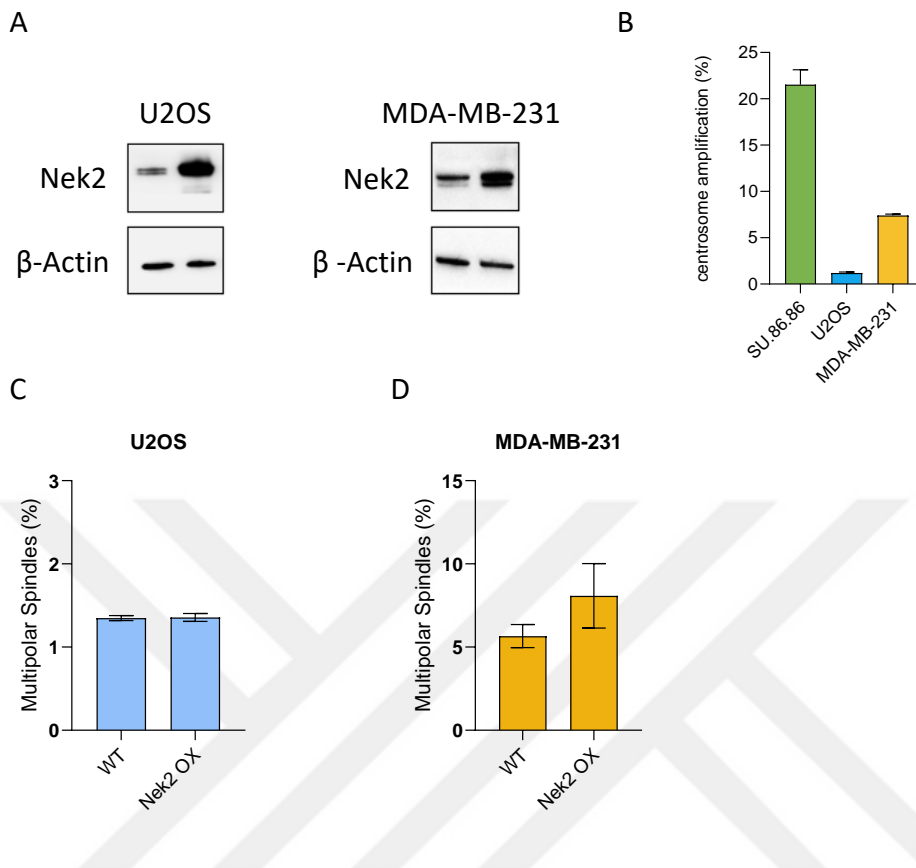 A
U2OS
Nek2
β-Actin
MDA-MB-231
Nek2
β -Actin
B
centrosome amplification (%)
25
20
15
10
5
0
SU.86.86
U2OS
MDA-MB-231
C
U2OS
Multipolar Spindles (%)
3
2
1
0
WT
Nek2 OX
D
MDA-MB-231
Multipolar Spindles (%)
15
10
5
0
WT
Nek2 OX